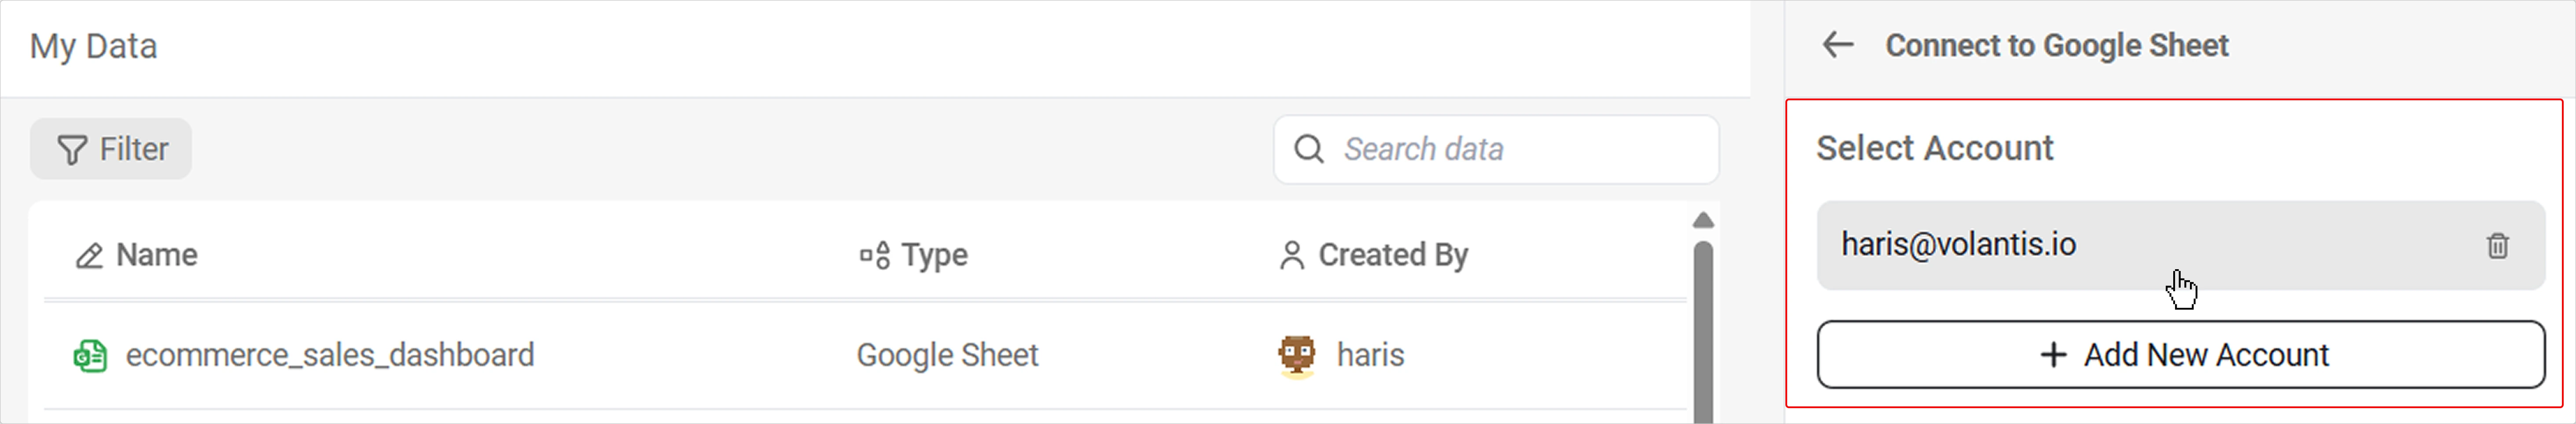 My Data
Filter
Search data
Name Type Created By
ecommerce_sales_dashboard Google Sheet haris
Connect to Google Sheet
Select Account
haris@volantis.io
+ Add New Account